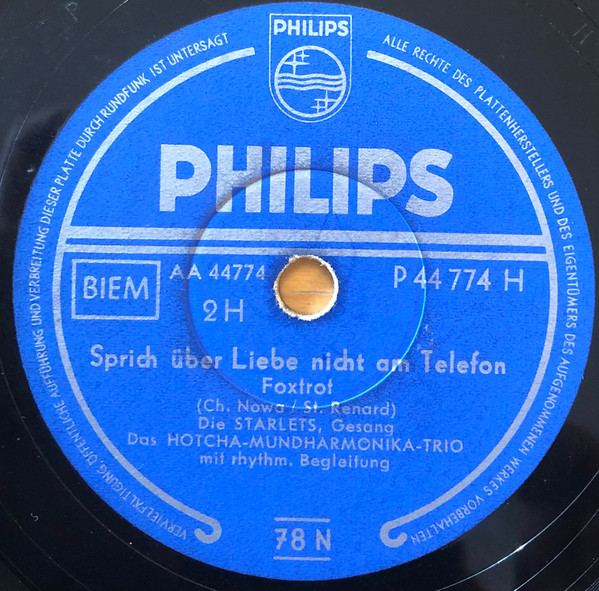 PHILIPS
VERVIELFÄLTIGUNG, ÖFFENTLICHE AUFFÜHRUNG UND VERBREITUNG DIESER PLATTE DURCH RUNDFUNK IST UNTERSAGT
ALLE RECHTE DES PLATTENHERSTELLERS UND DES EIGENTÜMERS DES AUFGENOMMENEN WERKES VORBEHALTEN
PHILIPS
BIEM
AA 44774
P 44 774 H
2 H
Sprich über Liebe nicht am Telefon
Foxtrot
(Ch. Nowa / St. Renard)
Die STARLETS, Gesang
Das HOTCHA-MUNDHARMONIKA-TRIO
mit rhythm. Begleitung
78 N